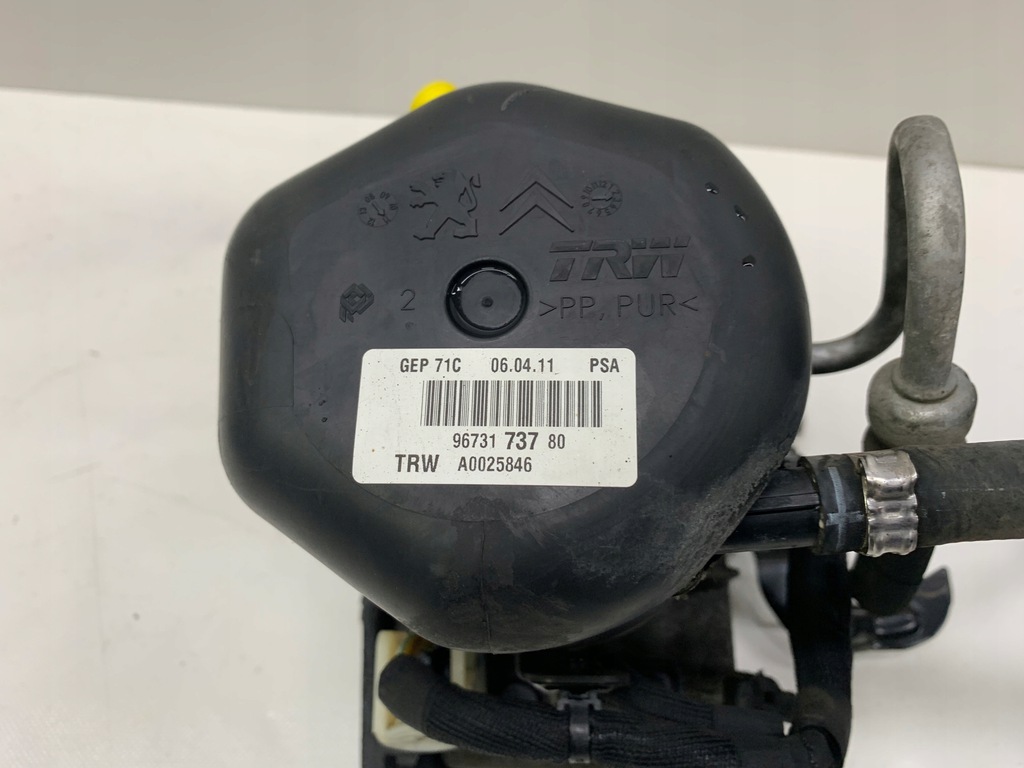 TRW
2
>PP, PUR<
GEP 71C 06.04.11 PSA
96731 737 80
TRW A0025846